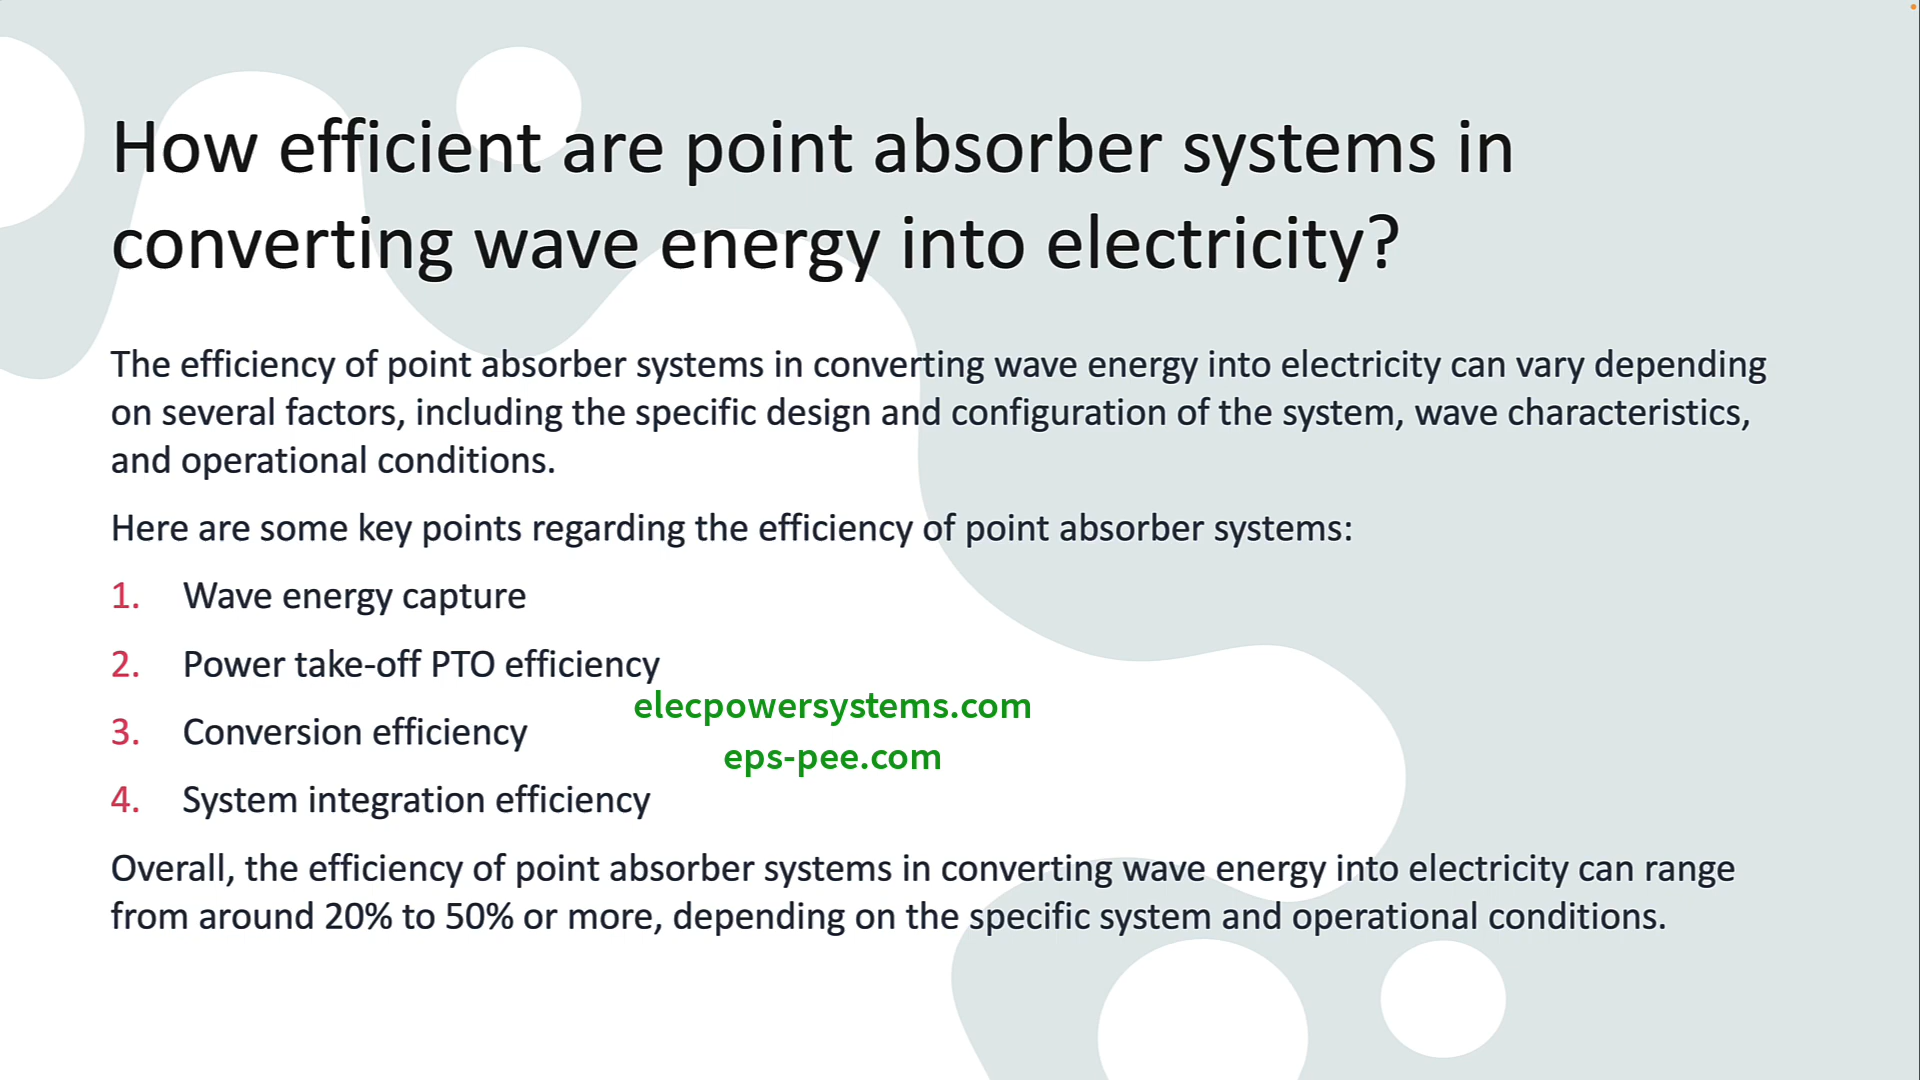 How efficient are point absorber systems in
converting wave energy into electricity?
The efficiency of point absorber systems in converting wave energy into electricity can vary depending
on several factors, including the specific design and configuration of the system, wave characteristics,
and operational conditions.
Here are some key points regarding the efficiency of point absorber systems:
1. Wave energy capture
2. Power take-off PTO efficiency
elecpowersystems.com
3. Conversion efficiency
eps-pee.com
4. System integration efficiency
Overall, the efficiency of point absorber systems in converting wave energy into electricity can range
from around 20% to 50% or more, depending on the specific system and operational conditions.